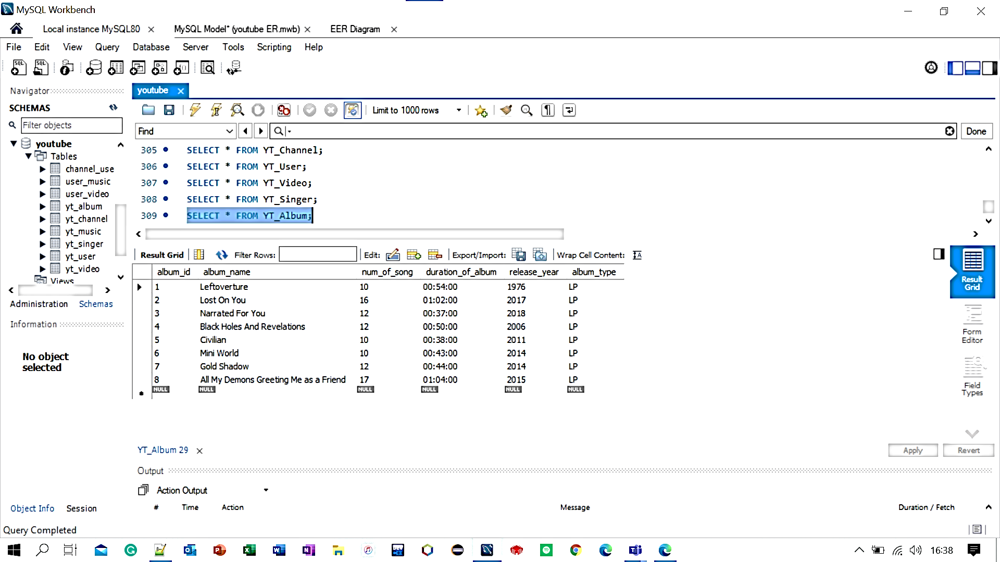 MySQL Workbench
Local instance MySQL80
MySQL Model* (youtube ER.mwb)
EER Diagram
File Edit View Query Database Server Tools Scripting Help
Navigator
youtube
SCHEMAS
Limit to 1000 rows
Filter objects
Find
Done
youtube
Tables
channel_use
user_music
user_video
yt_album
yt_channel
yt_music
yt_singer
yt_user
yt_video
Views
305 SELECT * FROM YT_Channel;
306 SELECT * FROM YT_User;
307 SELECT * FROM YT_Video;
308 SELECT * FROM YT_Singer;
309 SELECT * FROM YT_Album;
Administration Schemas
Information
No object
selected
Result Grid Filter Rows: Edit: Export/Import: Wrap Cell Content:
album_id album_name num_of_song duration_of_album release_year album_type
1 Leftoverture 10 00:54:00 1976 LP
2 Lost On You 16 01:02:00 2017 LP
3 Narrated For You 12 00:37:00 2018 LP
4 Black Holes And Revelations 12 00:50:00 2006 LP
5 Civilian 10 00:38:00 2011 LP
6 Mini World 10 00:43:00 2014 LP
7 Gold Shadow 12 00:44:00 2014 LP
8 All My Demons Greeting Me as a Friend 17 01:04:00 2015 LP
NULL NULL NULL NULL NULL NULL
Result
Grid
Form
Editor
Field
Types
YT_Album 29
Apply Revert
Output
Action Output
# Time Action Message Duration / Fetch
Object Info Session
Query Completed
16:38